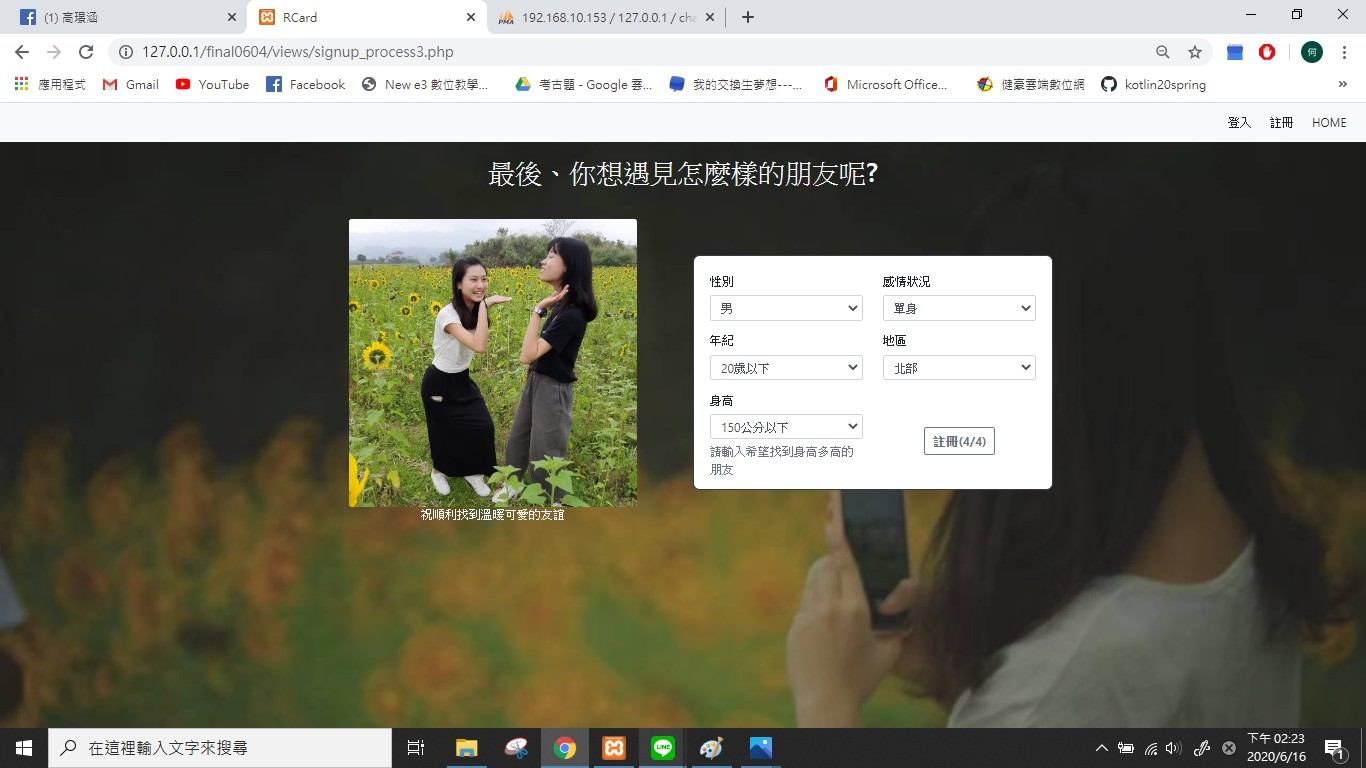 (1) 高璟涵
RCard
192.168.10.153 / 127.0.0.1 / cha
127.0.0.1/final0604/views/signup_process3.php
何
應用程式
Gmail
YouTube
Facebook
New e3 數位教學...
考古題 - Google 雲...
我的交換生夢想---...
Microsoft Office...
健豪雲端數位網
kotlin20spring
»
登入
註冊
HOME
最後、你想遇見怎麼樣的朋友呢?
性別
感情狀況
男
單身
年紀
地區
20歲以下
北部
身高
150公分以下
註冊(4/4)
請輸入希望找到身高多高的
朋友
祝順利找到溫暖可愛的友誼
在這裡輸入文字來搜尋
下午 02:23
2020/6/16
1